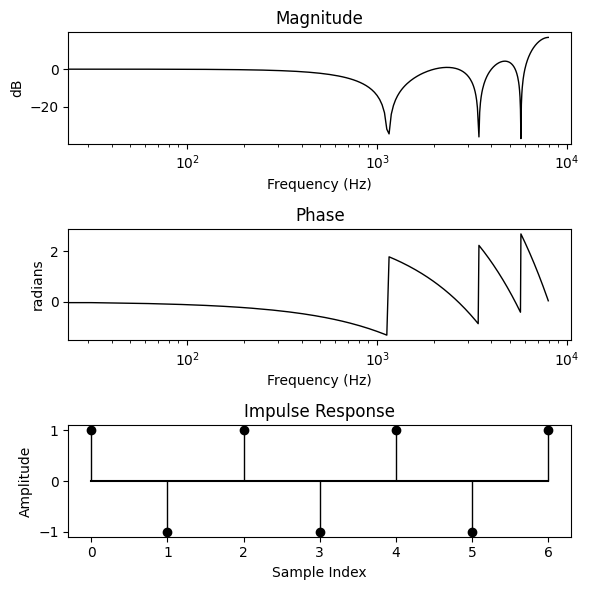 Magnitude
0
−20
dB
10²
10³
10⁴
Frequency (Hz)
Phase
2
0
radians
10²
10³
10⁴
Frequency (Hz)
Impulse Response
1
0
−1
Amplitude
0 1 2 3 4 5 6
Sample Index